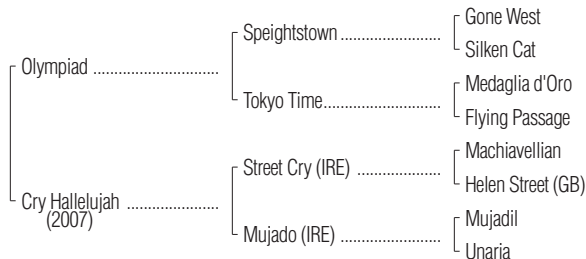 Gone West
Speightstown
Silken Cat
Olympiad
Medaglia d'Oro
Tokyo Time
Flying Passage
Machiavellian
Street Cry (IRE)
Helen Street (GB)
Cry Hallelujah
(2007)
Mujadil
Mujado (IRE)
Unaria